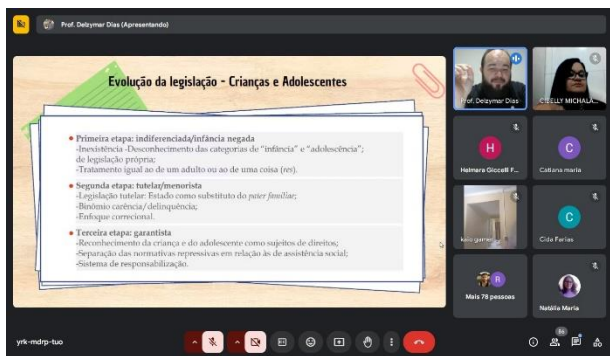 Prof. Delzymar Dias (Apresentando)
Evolução da legislação - Crianças e Adolescentes
• Primeira etapa: indiferenciada/infância negada
-Inexistência -Desconhecimento das categorias de “infância” e “adolescência”;
de legislação própria;
-Tratamento igual ao de um adulto ou ao de uma coisa (res).
• Segunda etapa: tutelar/menorista
-Legislação tutelar: Estado como substituto do pater familiae;
-Binômio carência/delinquência;
-Enfoque correcional.
• Terceira etapa: garantista
-Reconhecimento da criança e do adolescente como sujeitos de direitos;
-Separação das normativas repressivas em relação às de assistência social;
-Sistema de responsabilização.
Prof. Delzymar Dias
GISELLY MICHALA...
H
Helmara Giccelli F...
C
Catiana maria
kaio gamer
C
Cida Farias
R
Mais 78 pessoas
Natália Maria
yrk-mdrp-tuo
86